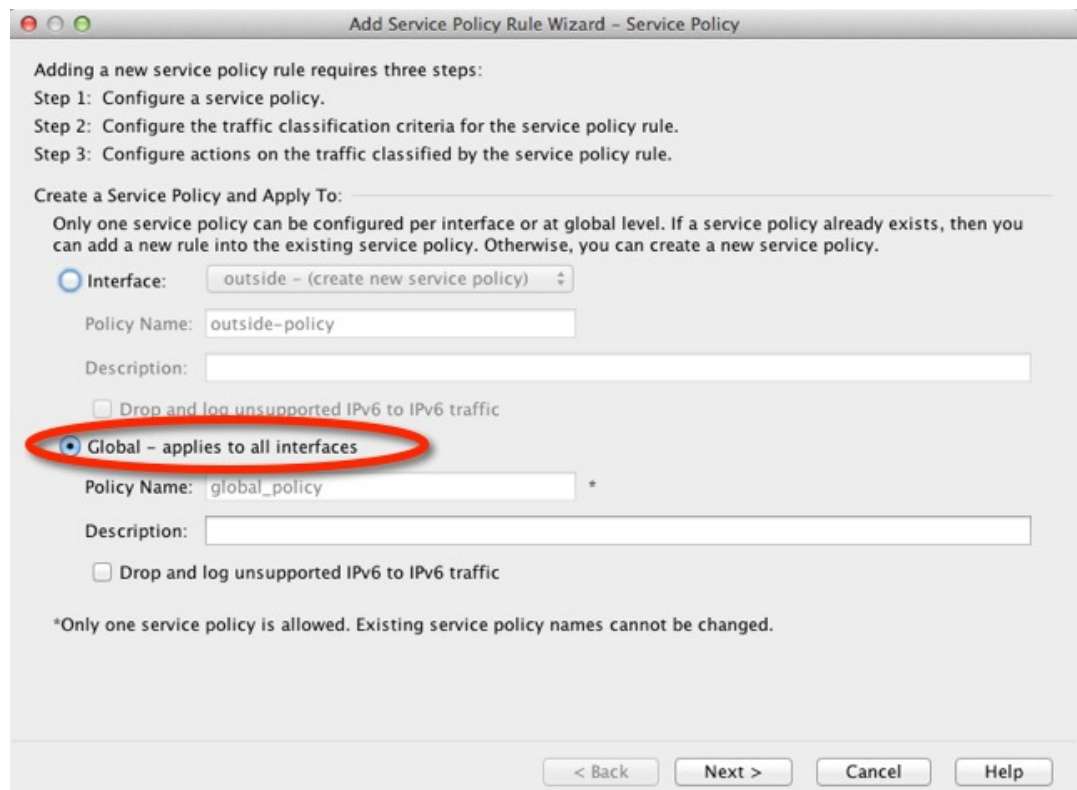 Add Service Policy Rule Wizard – Service Policy
Adding a new service policy rule requires three steps:
Step 1: Configure a service policy.
Step 2: Configure the traffic classification criteria for the service policy rule.
Step 3: Configure actions on the traffic classified by the service policy rule.
Create a Service Policy and Apply To:
Only one service policy can be configured per interface or at global level. If a service policy already exists, then you
can add a new rule into the existing service policy. Otherwise, you can create a new service policy.
Interface: outside – (create new service policy)
Policy Name: outside-policy
Description:
Drop and log unsupported IPv6 to IPv6 traffic
Global – applies to all interfaces
Policy Name: global_policy *
Description:
Drop and log unsupported IPv6 to IPv6 traffic
*Only one service policy is allowed. Existing service policy names cannot be changed.
< Back Next > Cancel Help